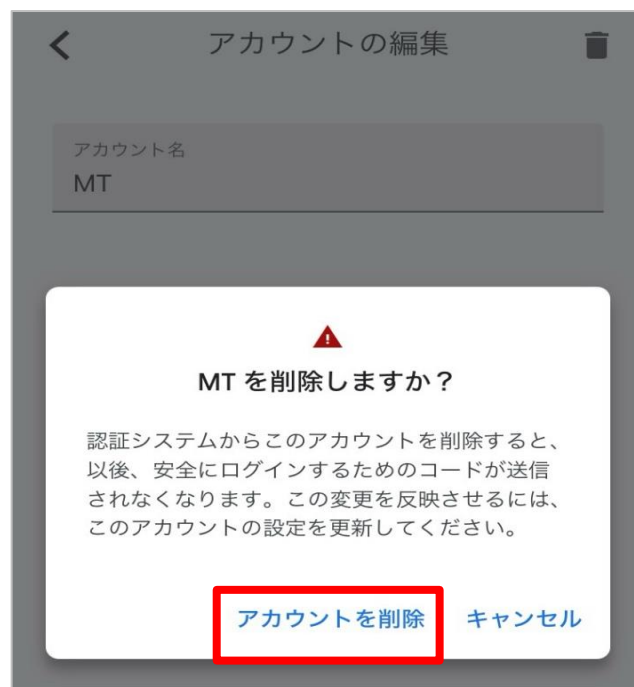 アカウントの編集
アカウント名
MT
MT を削除しますか？
認証システムからこのアカウントを削除すると、
以後、安全にログインするためのコードが送信
されなくなります。この変更を反映させるには、
このアカウントの設定を更新してください。
アカウントを削除 キャンセル